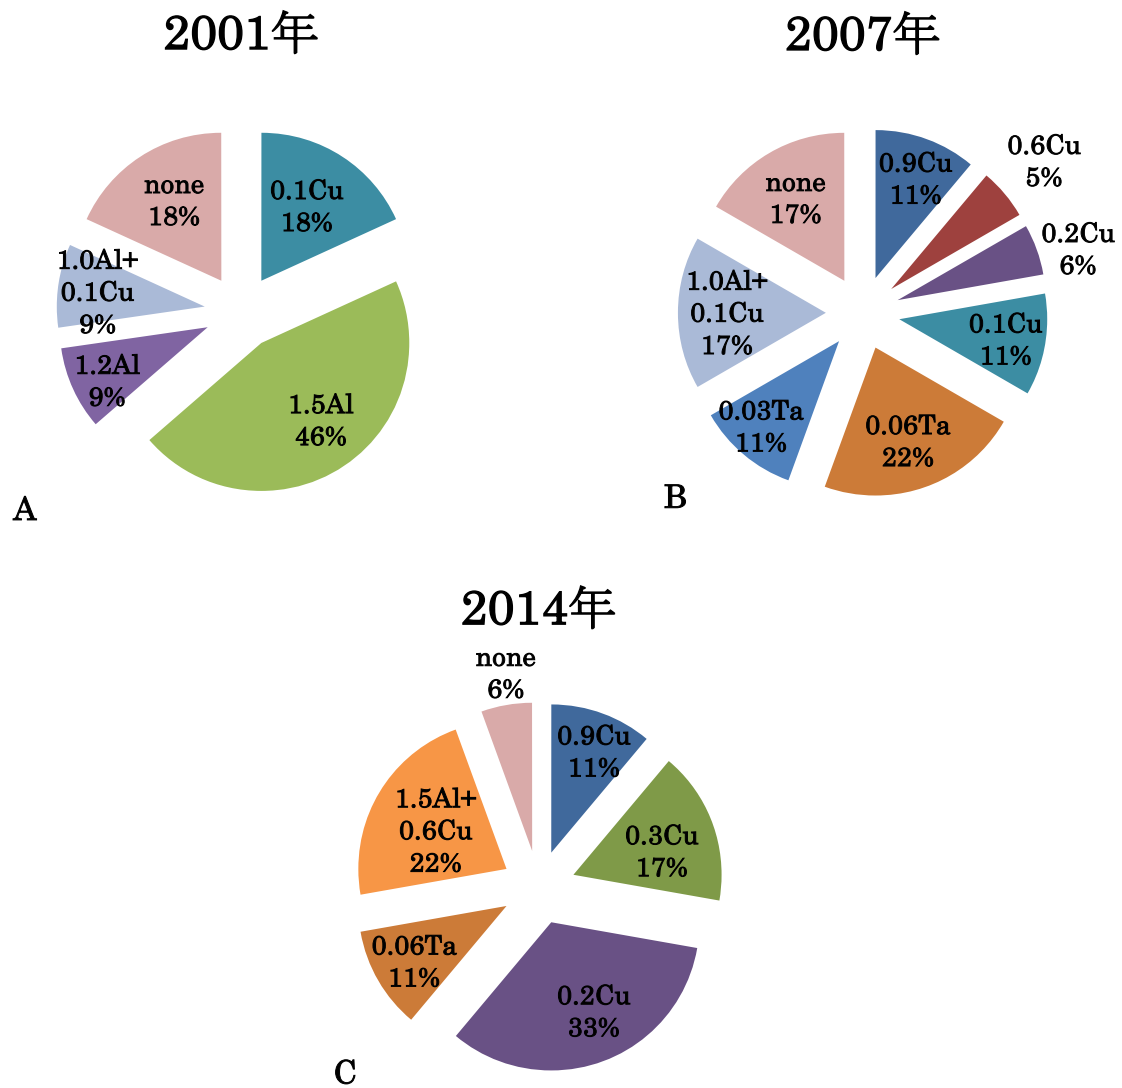 2001年
none
18%
0.1Cu
18%
1.0Al+
0.1Cu
9%
1.2Al
9%
1.5Al
46%
A
2007年
0.9Cu
11%
0.6Cu
5%
0.2Cu
6%
0.1Cu
11%
0.06Ta
22%
0.03Ta
11%
1.0Al+
0.1Cu
17%
none
17%
B
2014年
none
6%
0.9Cu
11%
0.3Cu
17%
0.2Cu
33%
0.06Ta
11%
1.5Al+
0.6Cu
22%
C